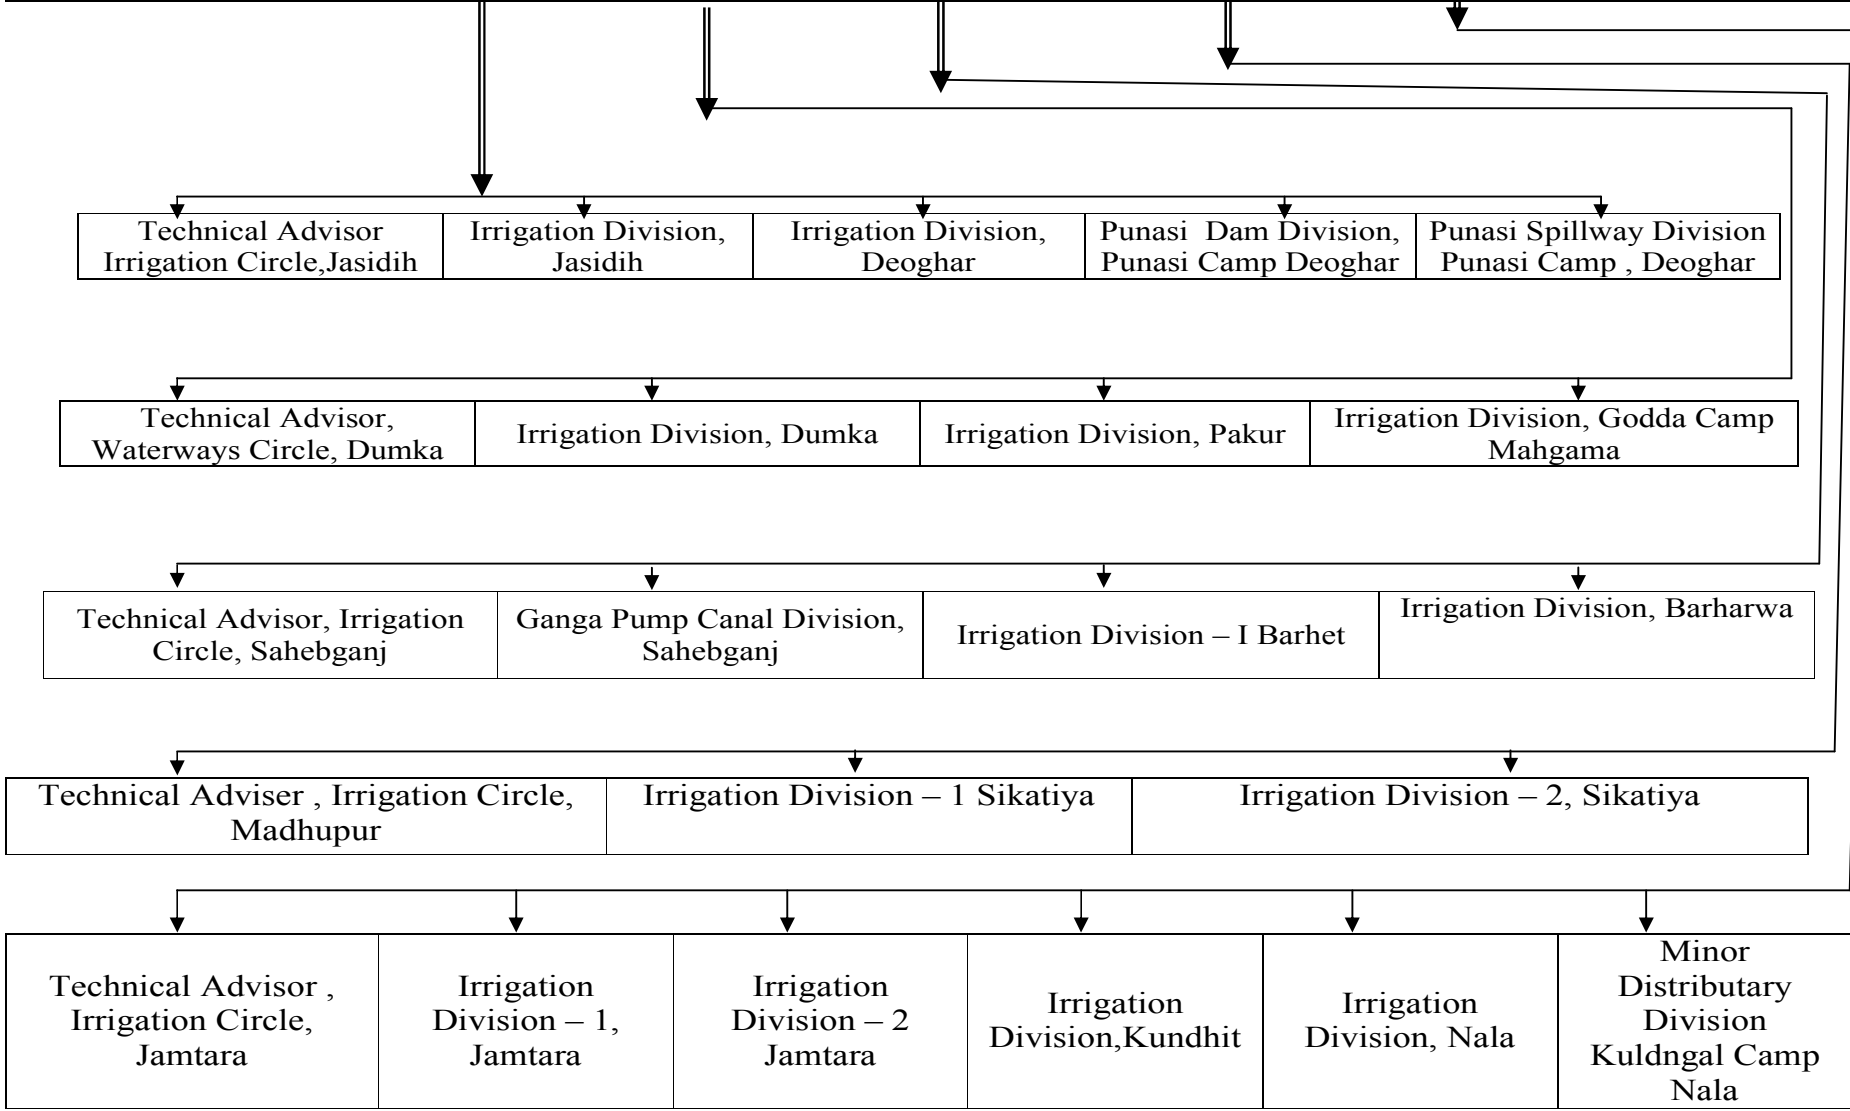 Technical Advisor
Irrigation Circle,Jasidih
Irrigation Division,
Jasidih
Irrigation Division,
Deoghar
Punasi  Dam Division,
Punasi Camp Deoghar
Punasi Spillway Division
Punasi Camp , Deoghar
Technical Advisor,
Waterways Circle, Dumka
Irrigation Division, Dumka
Irrigation Division, Pakur
Irrigation Division, Godda Camp
Mahgama
Technical Advisor, Irrigation
Circle, Sahebganj
Ganga Pump Canal Division,
Sahebganj
Irrigation Division – I Barhet
Irrigation Division, Barharwa
Technical Adviser , Irrigation Circle,
Madhupur
Irrigation Division – 1 Sikatiya
Irrigation Division – 2, Sikatiya
Technical Advisor ,
Irrigation Circle,
Jamtara
Irrigation
Division – 1,
Jamtara
Irrigation
Division – 2
Jamtara
Irrigation
Division,Kundhit
Irrigation
Division, Nala
Minor
Distributary
Division
Kuldngal Camp
Nala